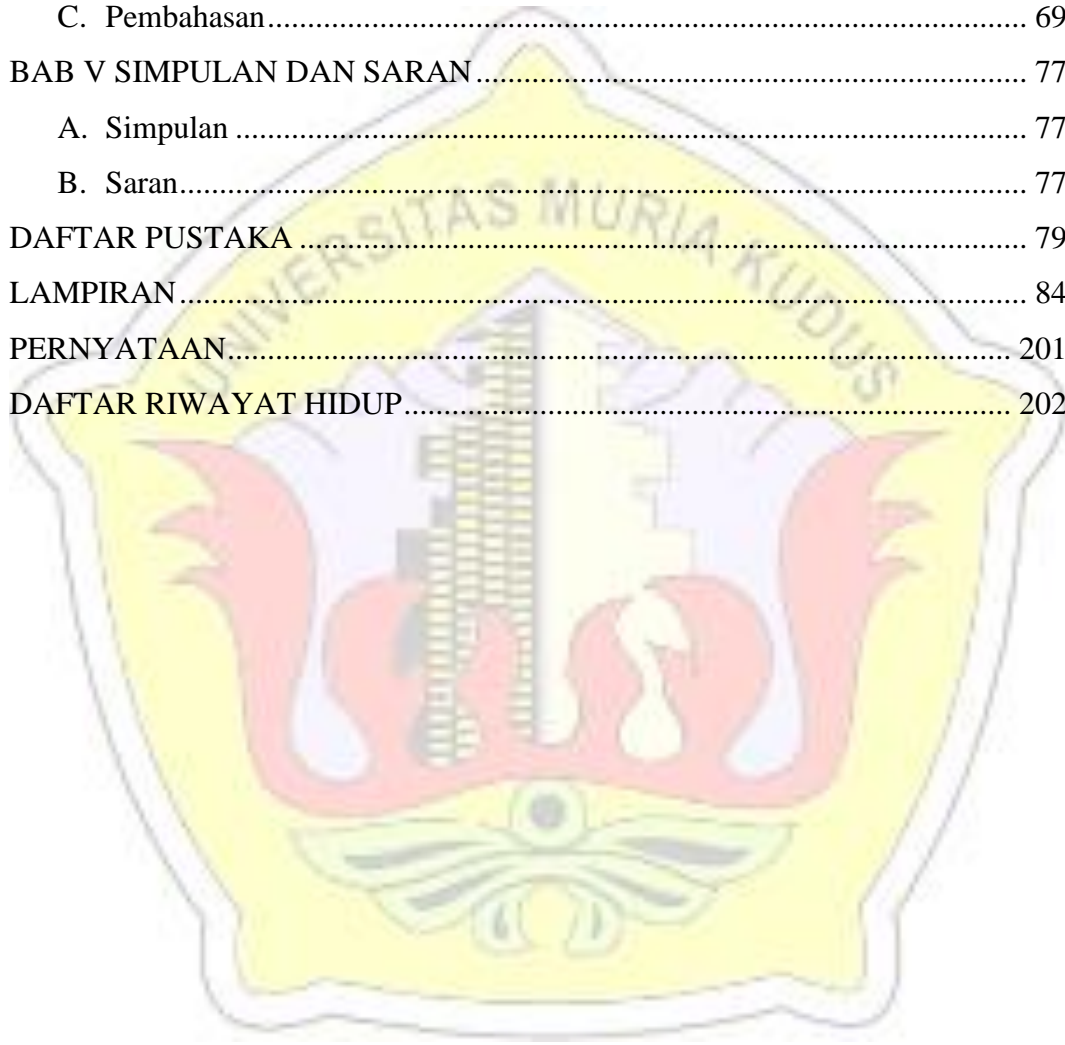 C. Pembahasan........................................................................................... 69
BAB V SIMPULAN DAN SARAN.................................................................... 77
A. Simpulan................................................................................................ 77
B. Saran....................................................................................................... 77
DAFTAR PUSTAKA........................................................................................ 79
LAMPIRAN....................................................................................................... 84
PERNYATAAN................................................................................................ 201
DAFTAR RIWAYAT HIDUP.......................................................................... 202
UNIVERSITAS MURIA KUDUS